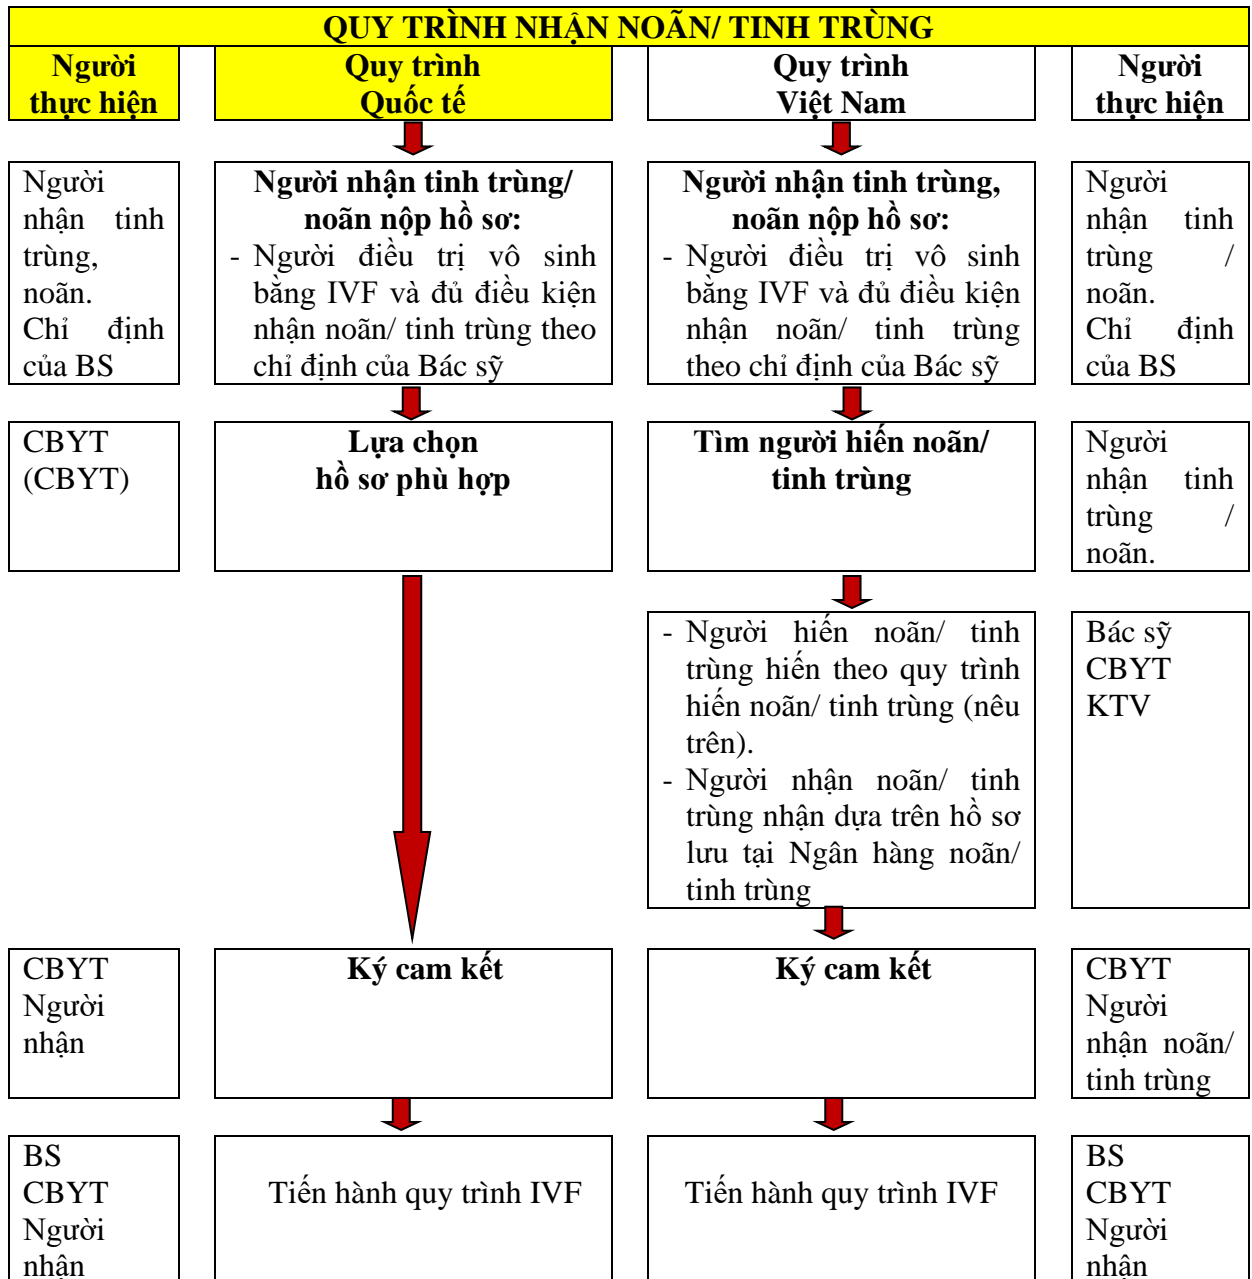 QUY TRÌNH NHẬN NOÃN/ TINH TRÙNG
Người
thực hiện
Quy trình
Quốc tế
Quy trình
Việt Nam
Người
thực hiện
Người
nhận tinh
trùng,
noãn.
Chỉ định
của BS
Người nhận tinh trùng/
noãn nộp hồ sơ:
- Người điều trị vô sinh
bằng IVF và đủ điều kiện
nhận noãn/ tinh trùng theo
chỉ định của Bác sỹ
Người nhận tinh trùng,
noãn nộp hồ sơ:
- Người điều trị vô sinh
bằng IVF và đủ điều kiện
nhận noãn/ tinh trùng
theo chỉ định của Bác sỹ
Người
nhận tinh
trùng /
noãn.
Chỉ định
của BS
CBYT
(CBYT)
Lựa chọn
hồ sơ phù hợp
Tìm người hiến noãn/
tinh trùng
Người
nhận tinh
trùng /
noãn.
- Người hiến noãn/ tinh
trùng hiến theo quy trình
hiến noãn/ tinh trùng (nêu
trên).
- Người nhận noãn/ tinh
trùng nhận dựa trên hồ sơ
lưu tại Ngân hàng noãn/
tinh trùng
Bác sỹ
CBYT
KTV
CBYT
Người
nhận
Ký cam kết
Ký cam kết
CBYT
Người
nhận noãn/
tinh trùng
BS
CBYT
Người
nhận
Tiến hành quy trình IVF
Tiến hành quy trình IVF
BS
CBYT
Người
nhận